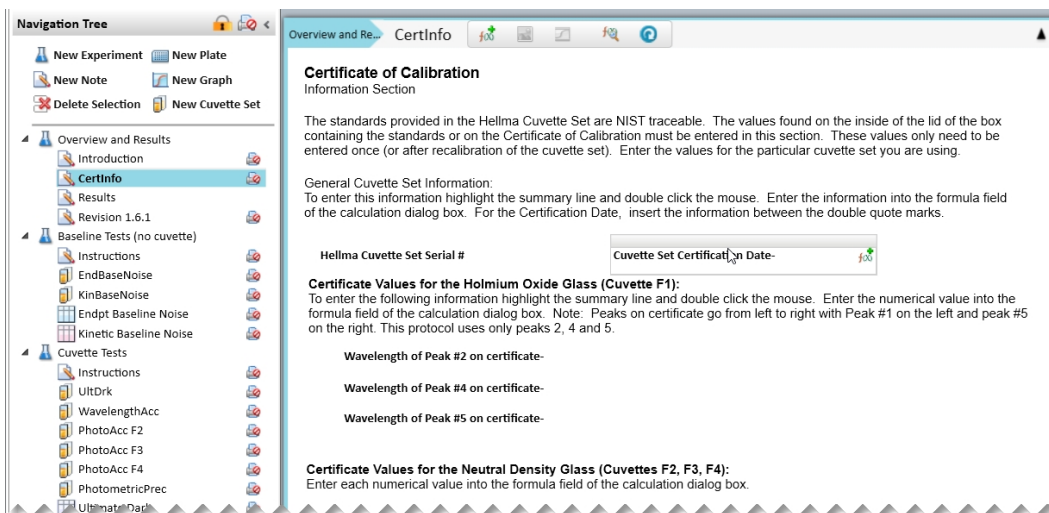 Navigation Tree
New Experiment New Plate
New Note New Graph
Delete Selection New Cuvette Set
Overview and Results
Introduction
CertInfo
Results
Revision 1.6.1
Baseline Tests (no cuvette)
Instructions
EndBaseNoise
KinBaseNoise
Endpt Baseline Noise
Kinetic Baseline Noise
Cuvette Tests
Instructions
UltDrk
WavelengthAcc
PhotoAcc F2
PhotoAcc F3
PhotoAcc F4
PhotometricPrec
Overview and Re... CertInfo
Certificate of Calibration
Information Section
The standards provided in the Hellma Cuvette Set are NIST traceable. The values found on the inside of the lid of the box
containing the standards or on the Certificate of Calibration must be entered in this section. These values only need to be
entered once (or after recalibration of the cuvette set). Enter the values for the particular cuvette set you are using.
General Cuvette Set Information:
To enter this information highlight the summary line and double click the mouse. Enter the information into the formula field
of the calculation dialog box. For the Certification Date, insert the information between the double quote marks.
Hellma Cuvette Set Serial # Cuvette Set Certification Date-
Certificate Values for the Holmium Oxide Glass (Cuvette F1):
To enter the following information highlight the summary line and double click the mouse. Enter the numerical value into the
formula field of the calculation dialog box. Note: Peaks on certificate go from left to right with Peak #1 on the left and peak #5
on the right. This protocol uses only peaks 2, 4 and 5.
Wavelength of Peak #2 on certificate-
Wavelength of Peak #4 on certificate-
Wavelength of Peak #5 on certificate-
Certificate Values for the Neutral Density Glass (Cuvettes F2, F3, F4):
Enter each numerical value into the formula field of the calculation dialog box.